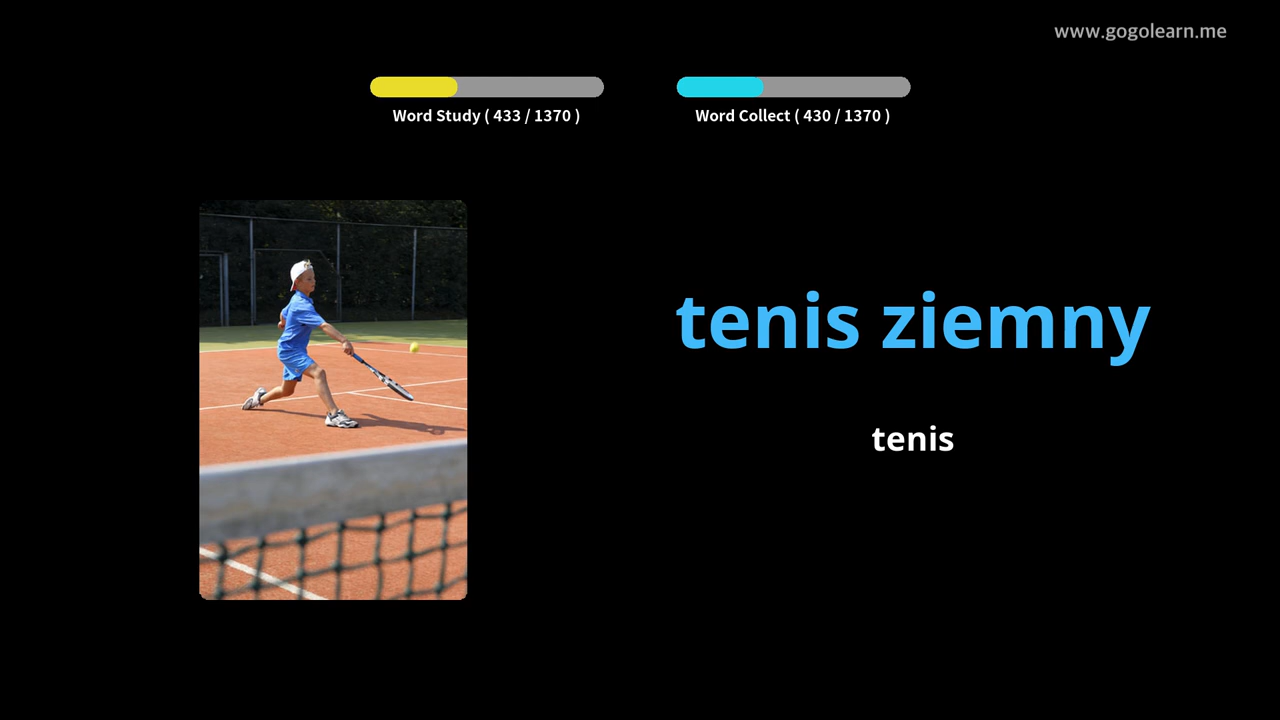 www.gogolearn.me
Word Study ( 433 / 1370 )
Word Collect ( 430 / 1370 )
tenis ziemny
tenis